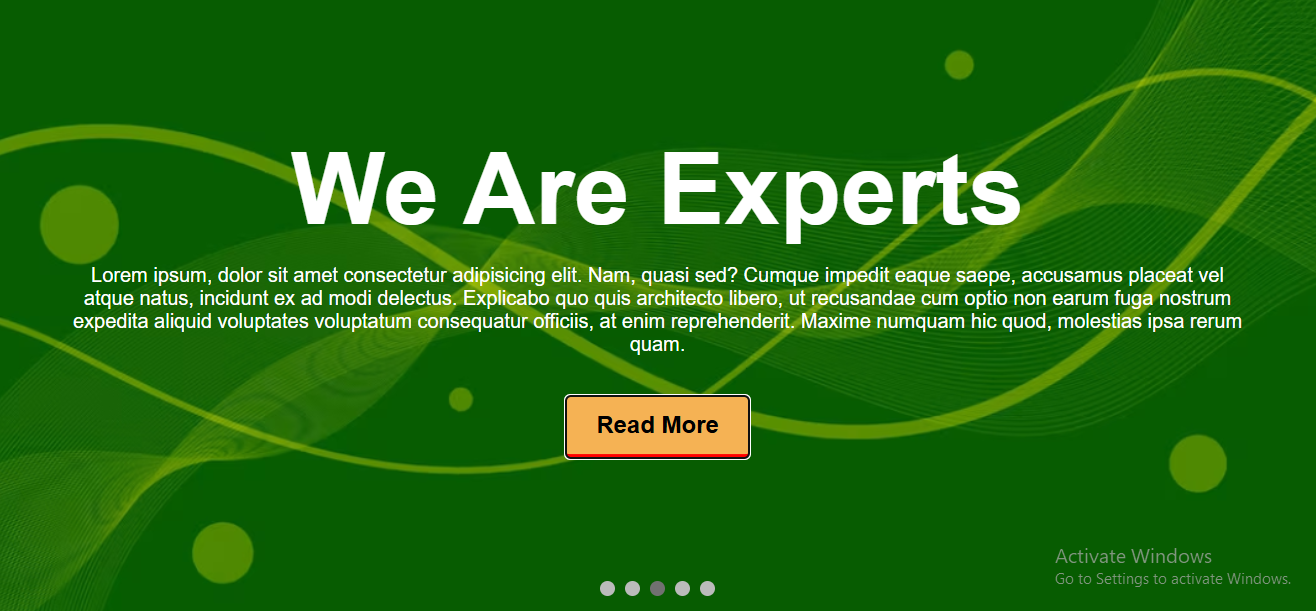 We Are Experts
Lorem ipsum, dolor sit amet consectetur adipisicing elit. Nam, quasi sed? Cumque impedit eaque saepe, accusamus placeat vel
atque natus, incidunt ex ad modi delectus. Explicabo quo quis architecto libero, ut recusandae cum optio non earum fuga nostrum
expedita aliquid voluptates voluptatum consequatur officiis, at enim reprehenderit. Maxime numquam hic quod, molestias ipsa rerum
quam.
Read More
Activate Windows
Go to Settings to activate Windows.